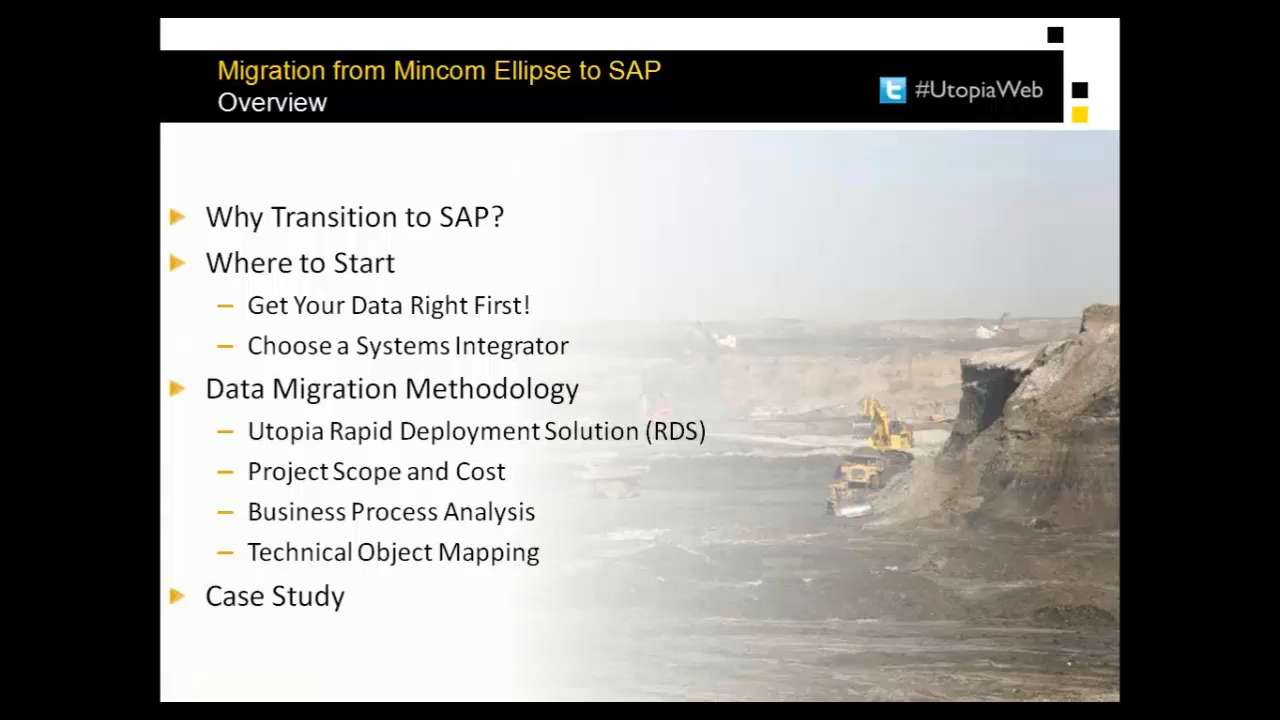 Migration from Mincom Ellipse to SAP
Overview
#UtopiaWeb
Why Transition to SAP?
Where to Start
– Get Your Data Right First!
– Choose a Systems Integrator
Data Migration Methodology
– Utopia Rapid Deployment Solution (RDS)
– Project Scope and Cost
– Business Process Analysis
– Technical Object Mapping
Case Study